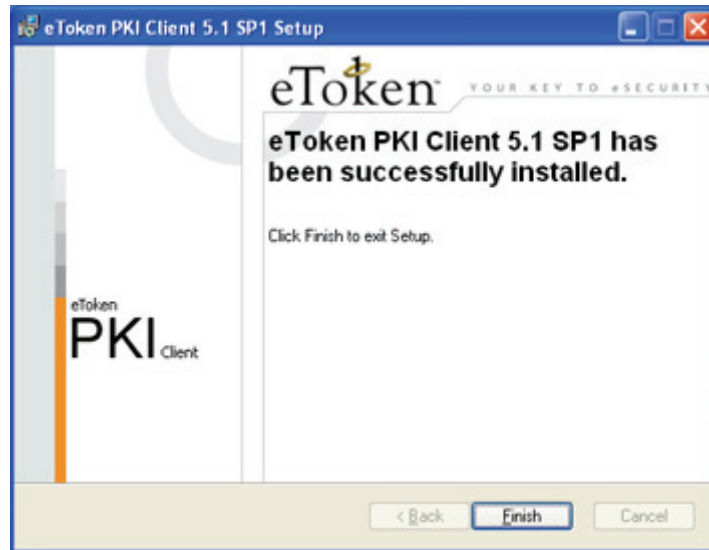 eToken PKI Client 5.1 SP1 Setup
eToken™ YOUR KEY TO eSECURITY
eToken PKI Client 5.1 SP1 has
been successfully installed.
Click Finish to exit Setup.
eToken
PKI Client
< Back Finish Cancel